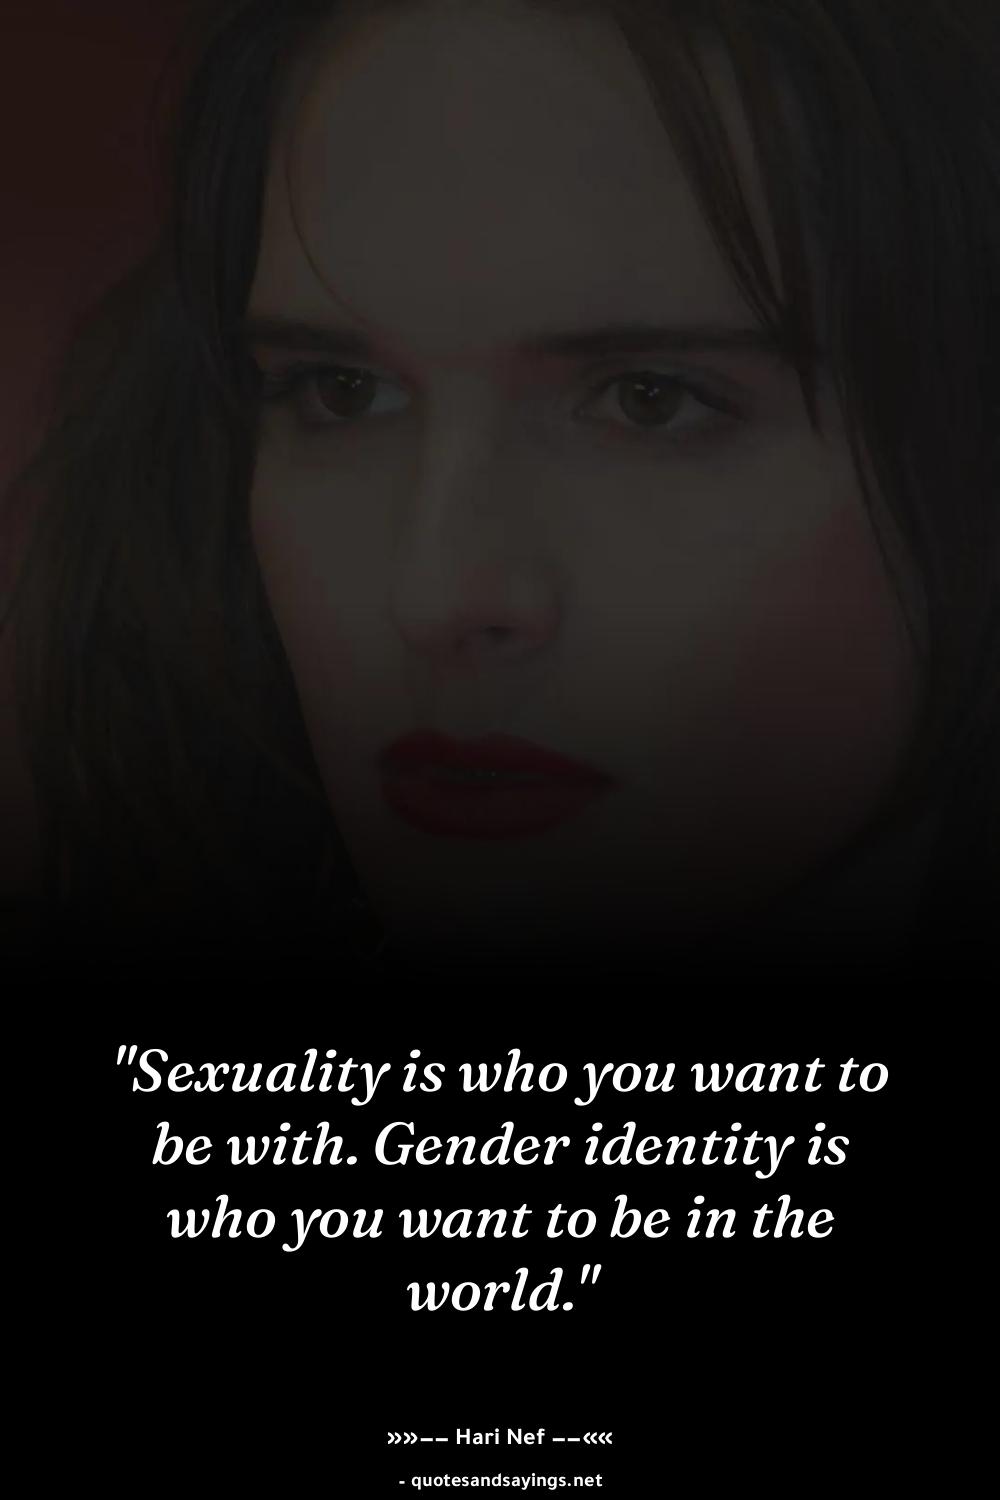 "Sexuality is who you want to
be with. Gender identity is
who you want to be in the
world."
»»−− Hari Nef −−««
- quotesandsayings.net